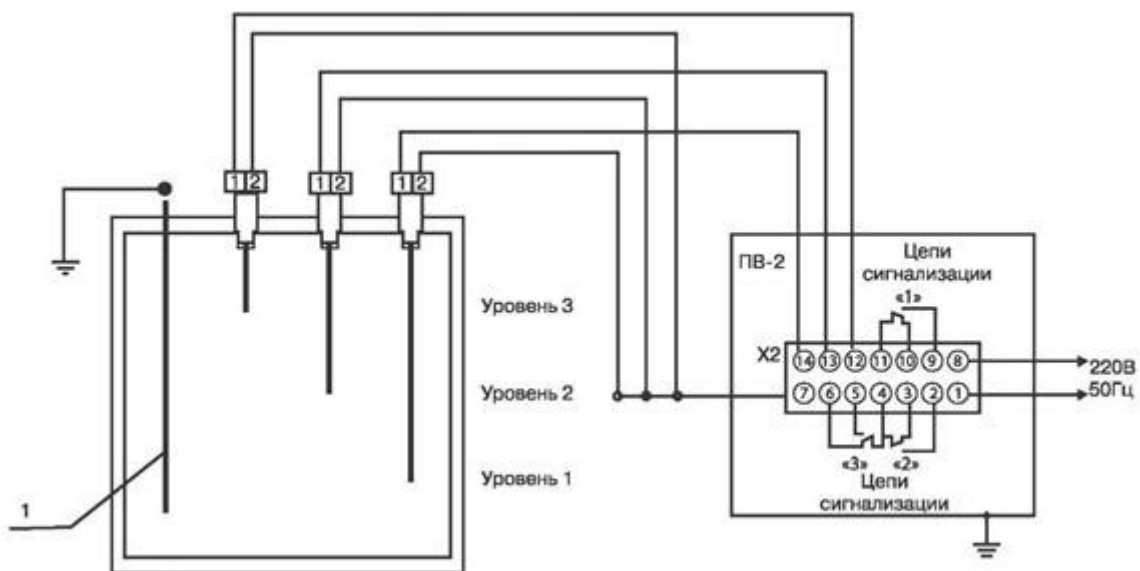 1 2 1 2 1 2
Уровень 3
Уровень 2
Уровень 1
1
ПВ-2
Цепи
сигнализации
«1»
X2
14 13 12 11 10 9 8
7 6 5 4 3 2 1
220В
50Гц
«3» «2»
Цепи
сигнализации